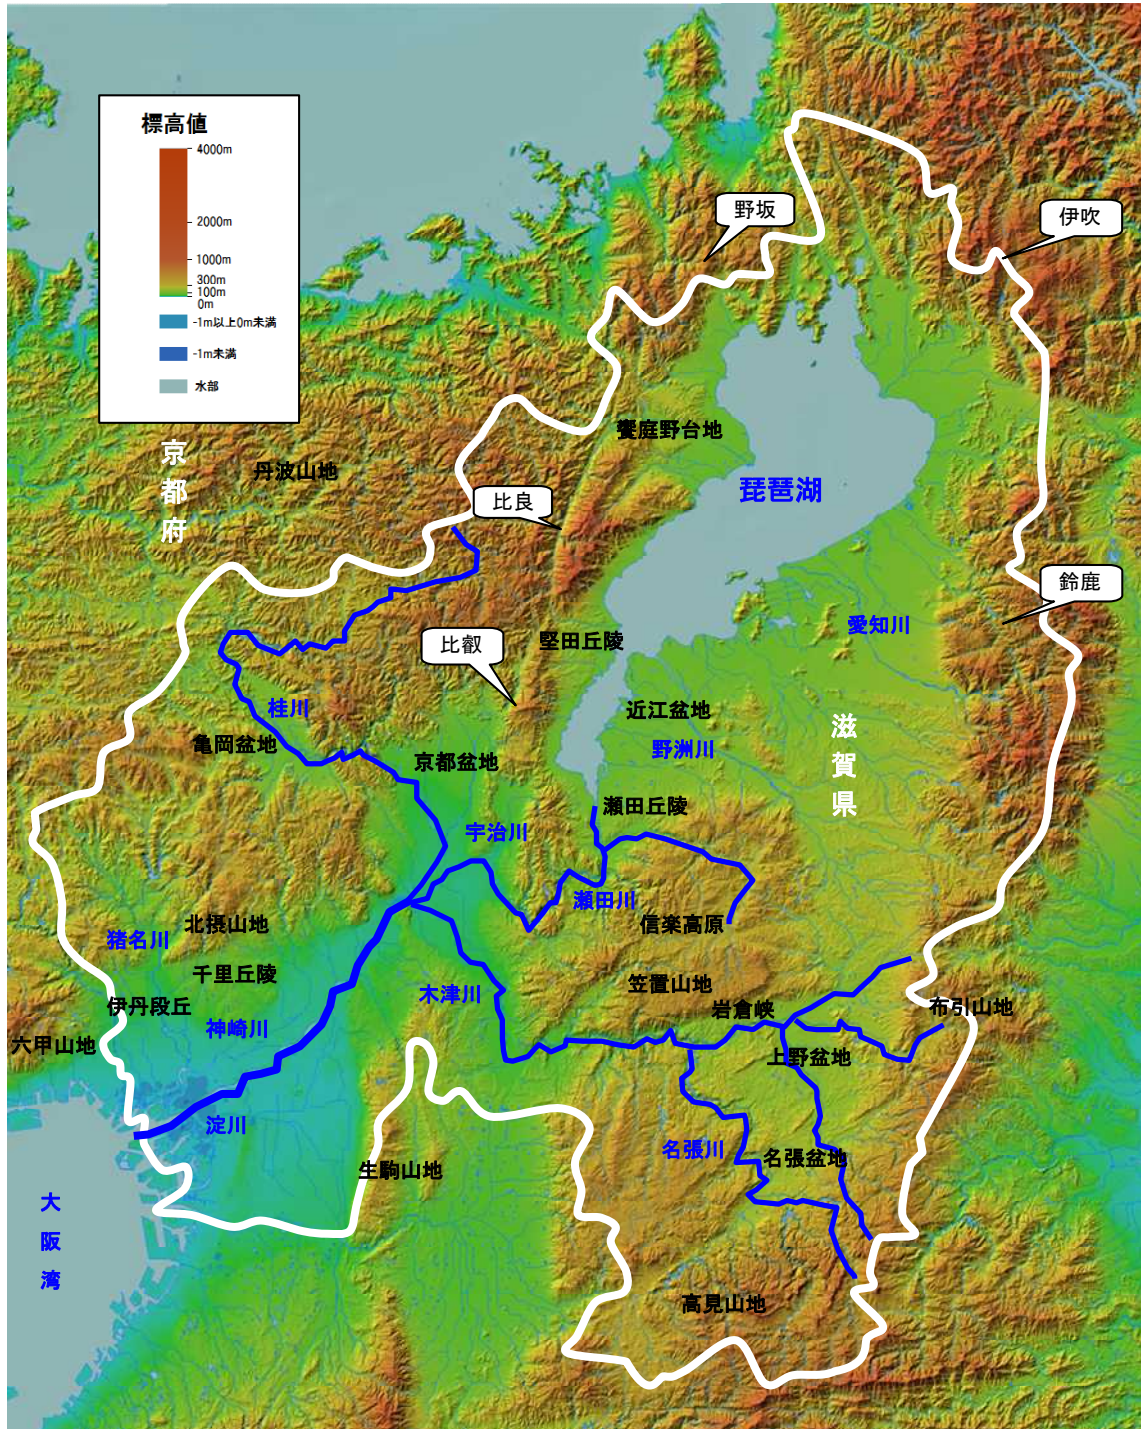 標高値
4000m
2000m
1000m
300m
100m
0m
-1m以上0m未満
-1m未満
水部
野坂
伊吹
京都府
丹波山地
饗庭野台地
琵琶湖
比良
鈴鹿
愛知川
比叡
堅田丘陵
桂川
近江盆地
亀岡盆地
京都盆地
野洲川
滋賀県
瀬田丘陵
宇治川
瀬田川
信楽高原
北摂山地
猪名川
千里丘陵
笠置山地
木津川
伊丹段丘
岩倉峡
布引山地
神崎川
六甲山地
上野盆地
淀川
名張川
名張盆地
生駒山地
大阪湾
高見山地